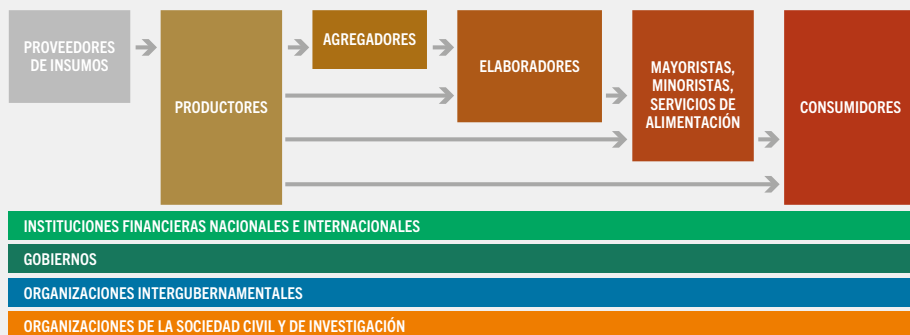 PROVEEDORES
DE INSUMOS
PRODUCTORES
AGREGADORES
ELABORADORES
MAYORISTAS,
MINORISTAS,
SERVICIOS DE
ALIMENTACIÓN
CONSUMIDORES
INSTITUCIONES FINANCIERAS NACIONALES E INTERNACIONALES
GOBIERNOS
ORGANIZACIONES INTERGUBERNAMENTALES
ORGANIZACIONES DE LA SOCIEDAD CIVIL Y DE INVESTIGACIÓN